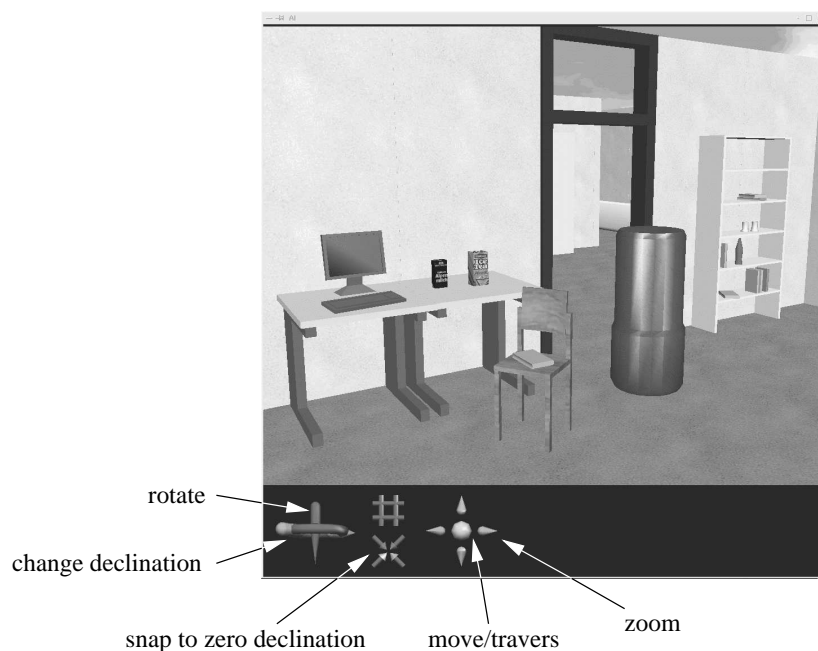 rotate
change declination
snap to zero declination
move/travers
zoom